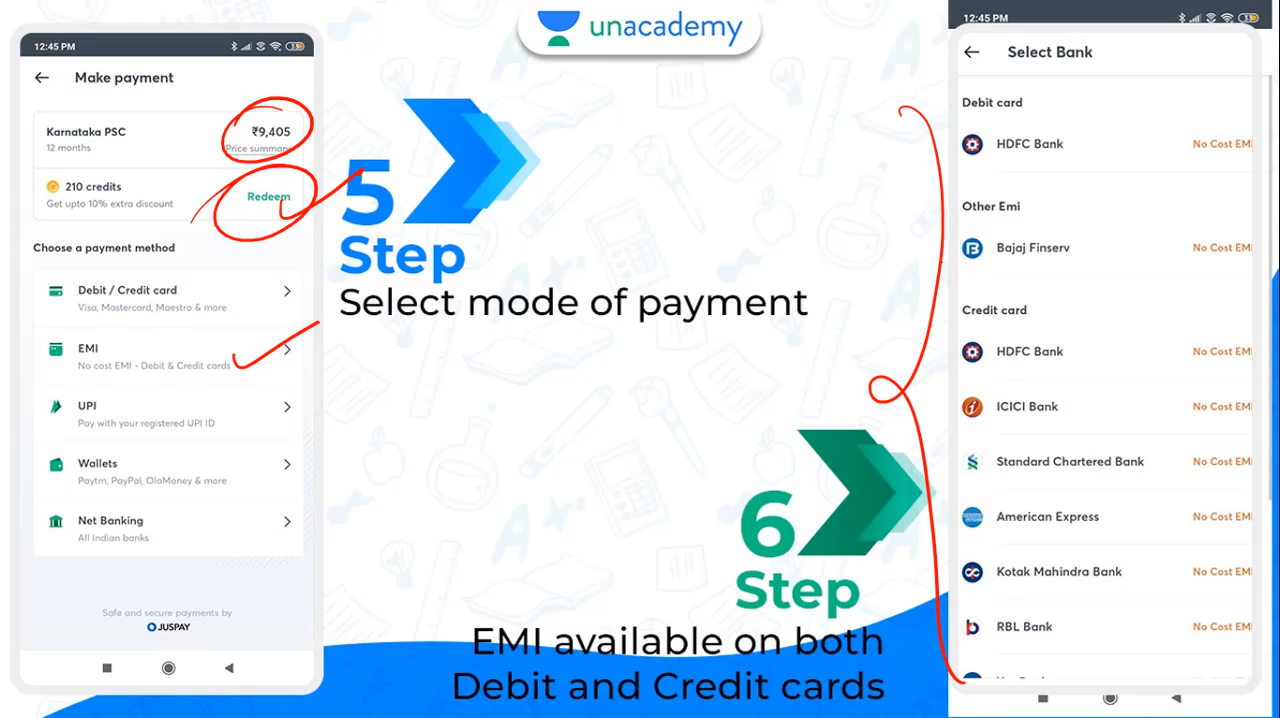 unacademy
12:45 PM
Make payment
Karnataka PSC
₹9,405
12 months
Price summary
210 credits
Redeem
Get upto 10% extra discount
Choose a payment method
Debit / Credit card
Visa, Mastercard, Maestro & more
EMI
No cost EMI - Debit & Credit cards
UPI
Pay with your registered UPI ID
Wallets
Paytm, PayPal, OlaMoney & more
Net Banking
All Indian banks
Safe and secure payments by
JUSPAY
5
Step
Select mode of payment
6
Step
EMI available on both
Debit and Credit cards
12:45 PM
Select Bank
Debit card
HDFC Bank
No Cost EMI
Other Emi
Bajaj Finserv
No Cost EMI
Credit card
HDFC Bank
No Cost EMI
ICICI Bank
No Cost EMI
Standard Chartered Bank
No Cost EMI
American Express
No Cost EMI
Kotak Mahindra Bank
No Cost EMI
RBL Bank
No Cost EMI